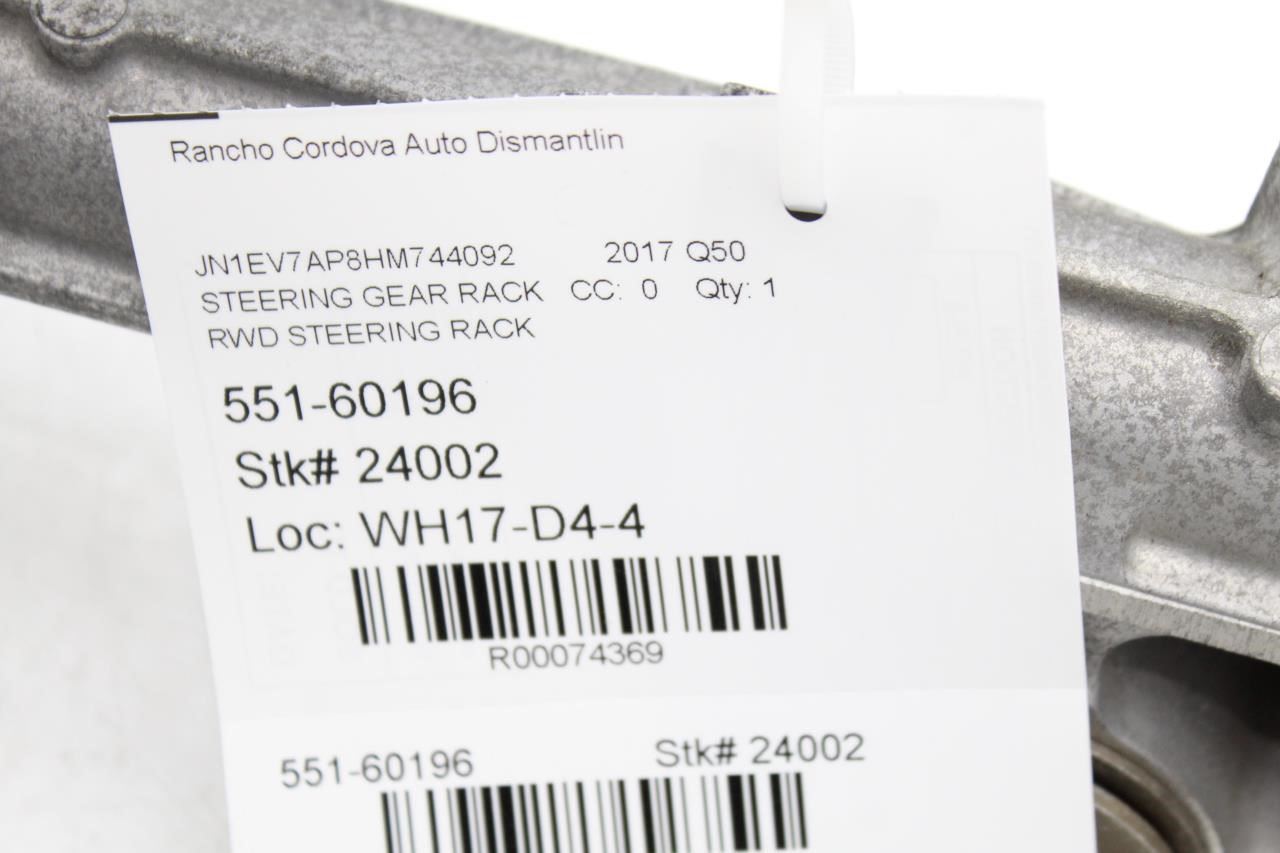 Rancho Cordova Auto Dismantlin
JN1EV7AP8HM744092 2017 Q50
STEERING GEAR RACK CC: 0 Qty: 1
RWD STEERING RACK
551-60196
Stk# 24002
Loc: WH17-D4-4
R00074369
551-60196 Stk# 24002